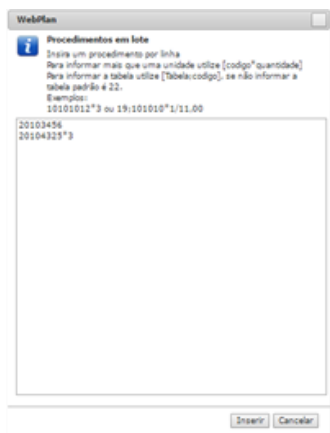 WebPlan
Procedimentos em lote
Insira um procedimento por linha
Para informar mais que uma unidade utilize [codigo*quantidade]
Para informar a tabela utilize [Tabela;codigo], se não informar a
tabela padrão é 22.
Exemplos:
10101012*3 ou 19;101010*1/11.00
20103456
20104325*3
Inserir Cancelar